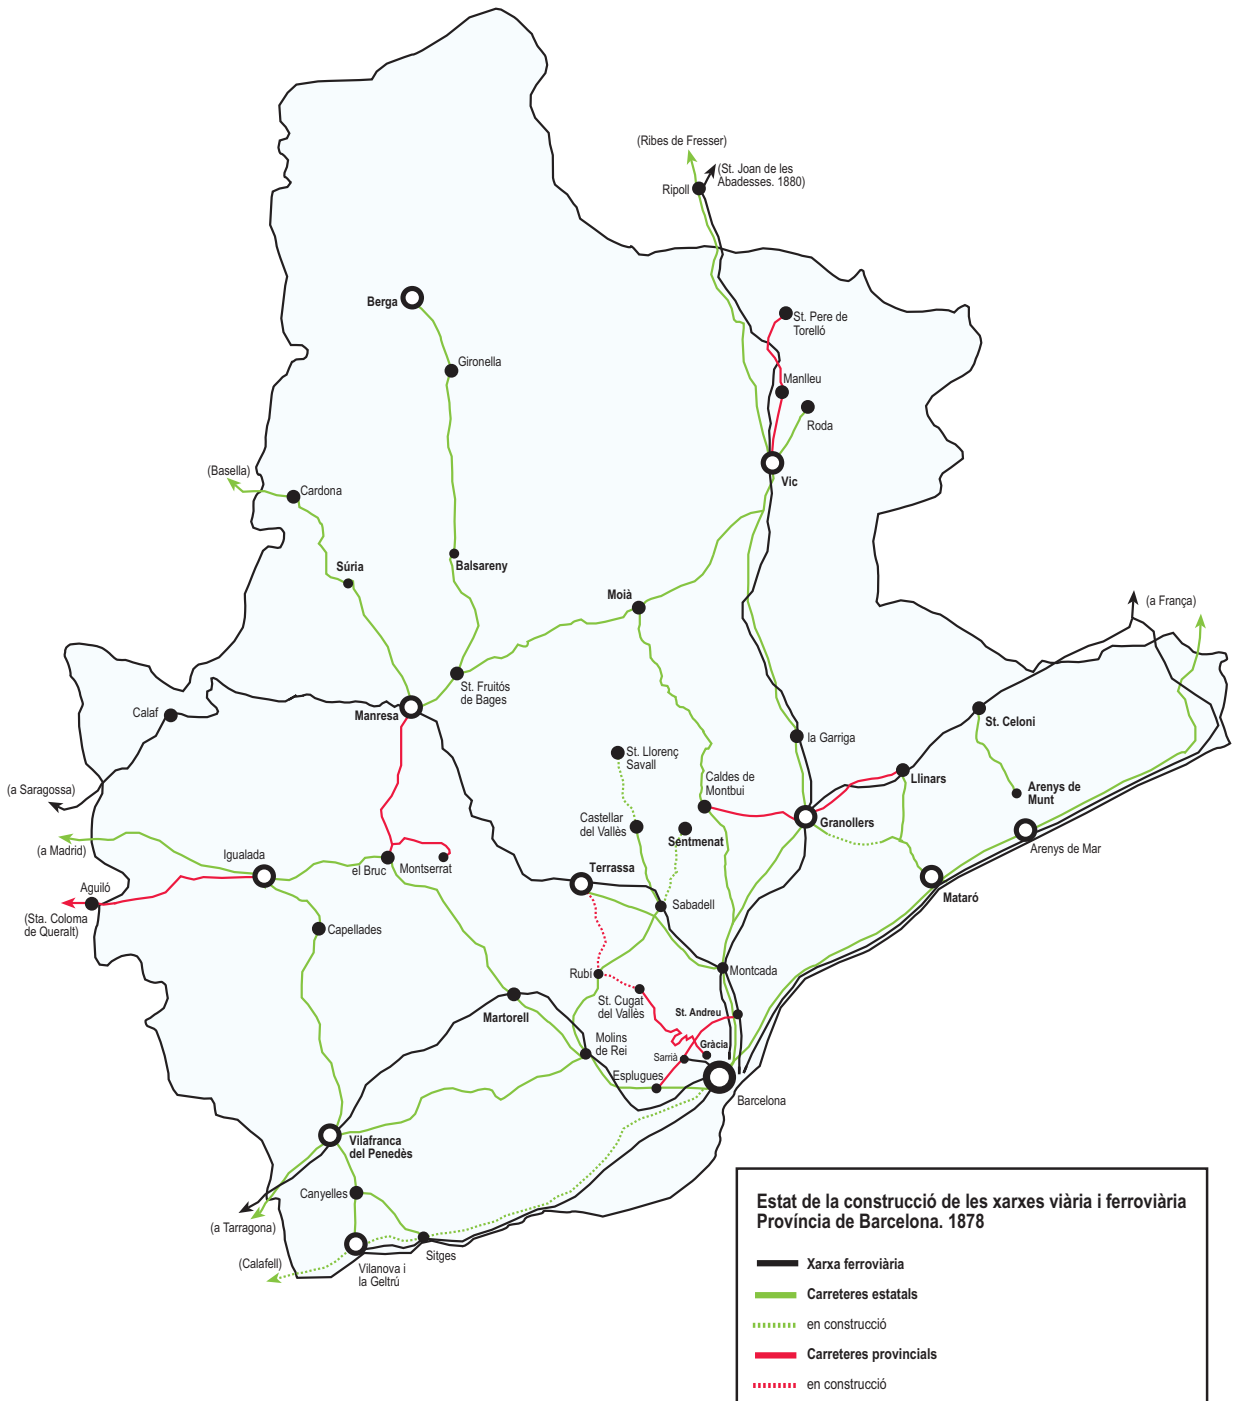 (Ribes de Fresser)
(St. Joan de les
Abadesses. 1880)
Ripoll
Berga
St. Pere de
Torelló
Gironella
Manlleu
Roda
(Basella)
Cardona
Vic
Súria
Balsareny
Moià
(a França)
St. Fruitós
de Bages
Calaf
Manresa
St. Celoni
la Garriga
St. Llorenç
Savall
Llinars
Caldes de
Montbui
(a Saragossa)
Arenys de
Munt
Castellar
del Vallès
Sentmenat
Granollers
(a Madrid)
Arenys de Mar
Igualada
el Bruc
Montserrat
Terrassa
Aguiló
Mataró
(Sta. Coloma
de Queralt)
Sabadell
Capellades
Rubí
Montcada
St. Cugat
del Vallès
St. Andreu
Martorell
Molins
de Rei
Gràcia
Sarrià
Esplugues
Barcelona
Vilafranca
del Penedès
Canyelles
(a Tarragona)
Sitges
(Calafell)
Vilanova i
la Geltrú
Estat de la construcció de les xarxes viària i ferroviària
Província de Barcelona. 1878
Xarxa ferroviària
Carreteres estatals
en construcció
Carreteres provincials
en construcció